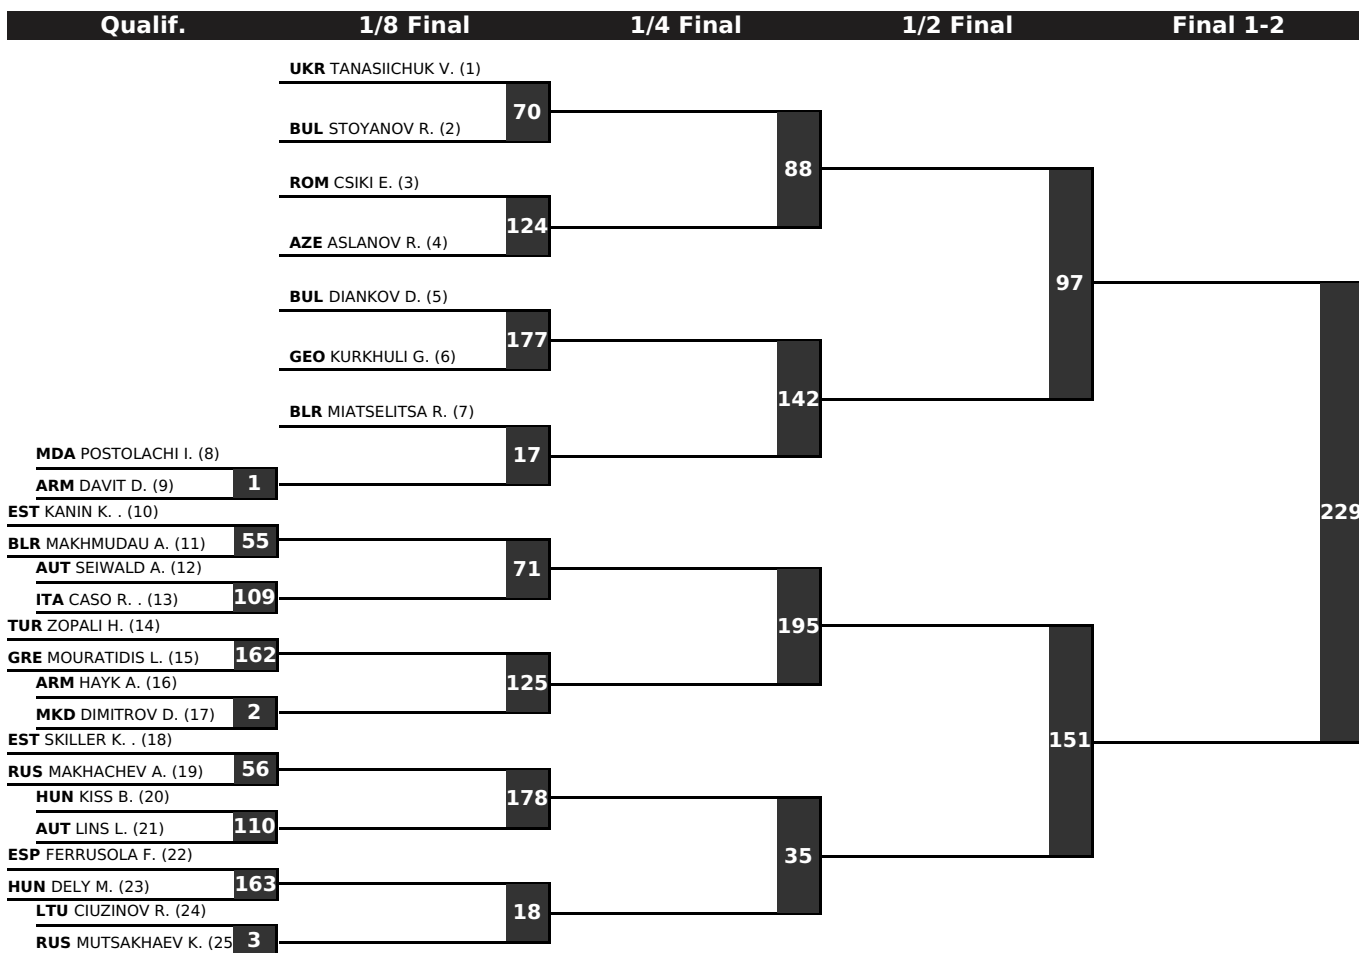 Qualif. 1/8 Final 1/4 Final 1/2 Final Final 1-2
UKR TANASIICHUK V. (1)
70
BUL STOYANOV R. (2)
88
ROM CSIKI E. (3)
124
AZE ASLANOV R. (4)
97
BUL DIANKOV D. (5)
177
GEO KURKHULI G. (6)
142
BLR MIATSELITSA R. (7)
MDA POSTOLACHI I. (8)
17
ARM DAVIT D. (9) 1
EST KANIN K. . (10)
229
BLR MAKHMUDAU A. (11) 55
AUT SEIWALD A. (12)
71
ITA CASO R. . (13) 109
TUR ZOPALI H. (14)
195
GRE MOURATIDIS L. (15) 162
ARM HAYK A. (16)
125
MKD DIMITROV D. (17) 2
EST SKILLER K. . (18)
151
RUS MAKHACHEV A. (19) 56
HUN KISS B. (20)
178
AUT LINS L. (21) 110
ESP FERRUSOLA F. (22)
35
HUN DELY M. (23) 163
LTU CIUZINOV R. (24)
18
RUS MUTSAKHAEV K. (25 3